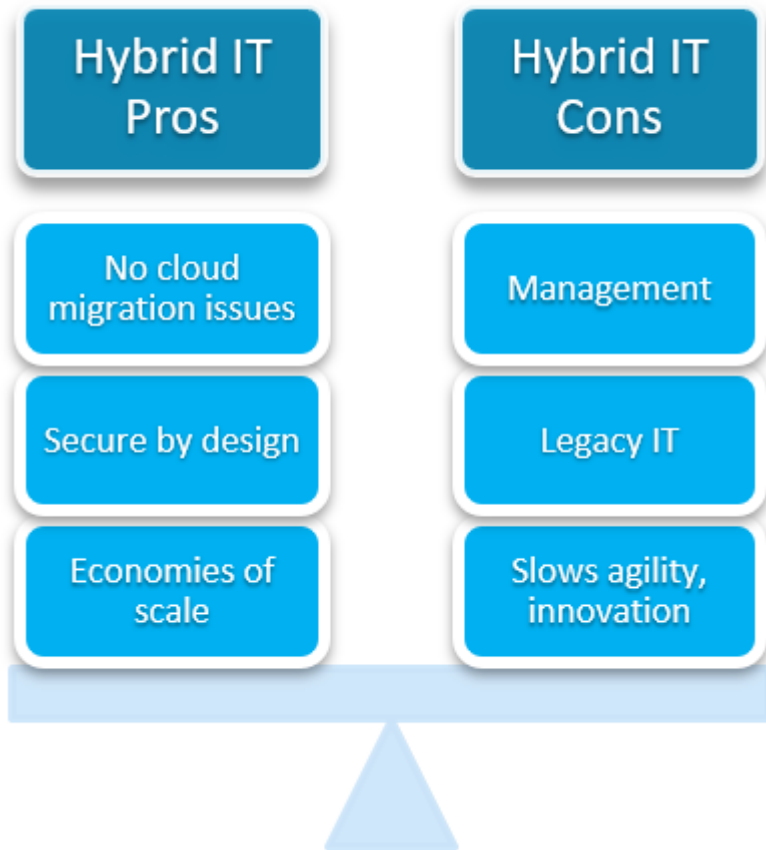 Hybrid IT
Pros
No cloud
migration issues
Secure by design
Economies of
scale
Hybrid IT
Cons
Management
Legacy IT
Slows agility,
innovation